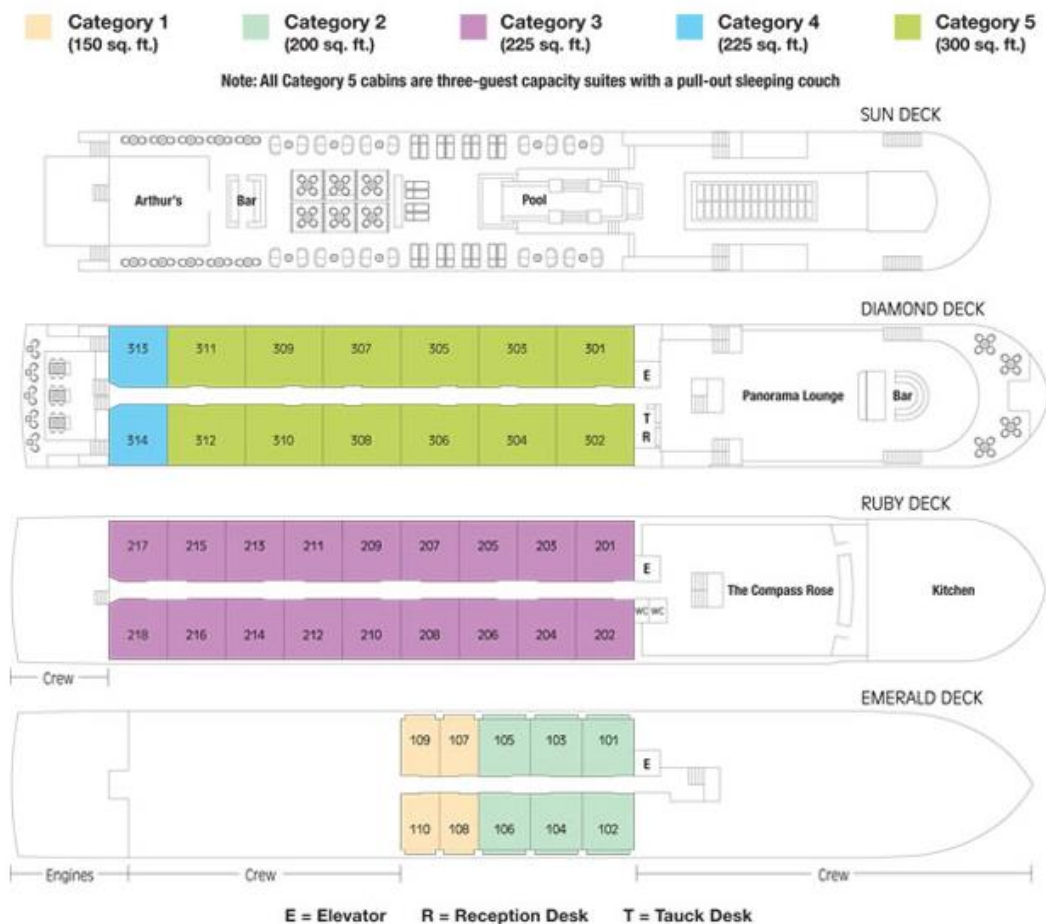 Category 1
(150 sq. ft.)
Category 2
(200 sq. ft.)
Category 3
(225 sq. ft.)
Category 4
(225 sq. ft.)
Category 5
(300 sq. ft.)
Note: All Category 5 cabins are three-guest capacity suites with a pull-out sleeping couch
SUN DECK
Arthur's
Bar
Pool
DIAMOND DECK
313 311 309 307 305 303 301
E
T
R
314 312 310 308 306 304 302
Panorama Lounge
Bar
RUBY DECK
217 215 213 211 209 207 205 203 201
E
WC WC
218 216 214 212 210 208 206 204 202
The Compass Rose
Kitchen
Crew
EMERALD DECK
109 107 105 103 101
E
110 108 106 104 102
Engines Crew Crew
E = Elevator R = Reception Desk T = Tauck Desk